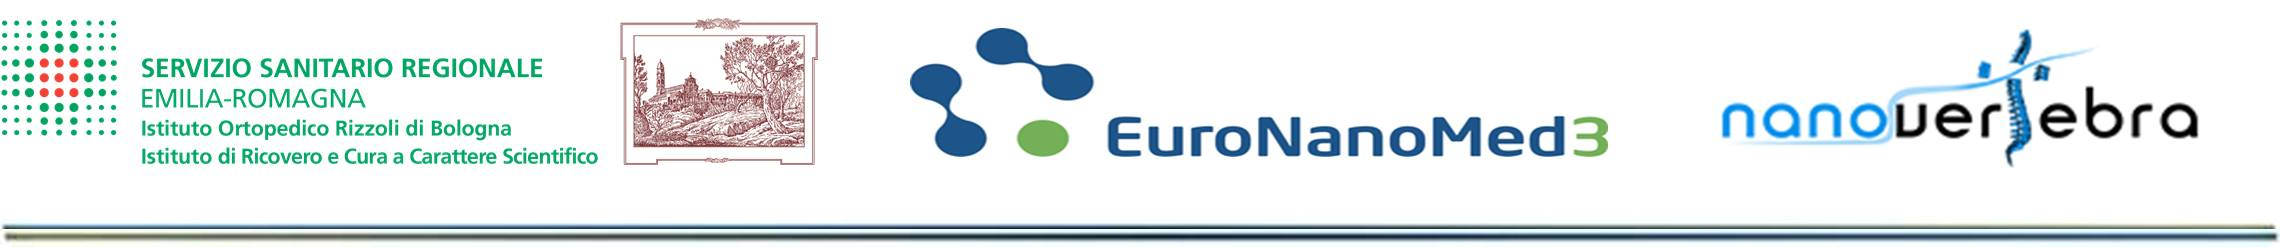 SERVIZIO SANITARIO REGIONALE
EMILIA-ROMAGNA
Istituto Ortopedico Rizzoli di Bologna
Istituto di Ricovero e Cura a Carattere Scientifico
EuroNanoMed3
nanovertebra